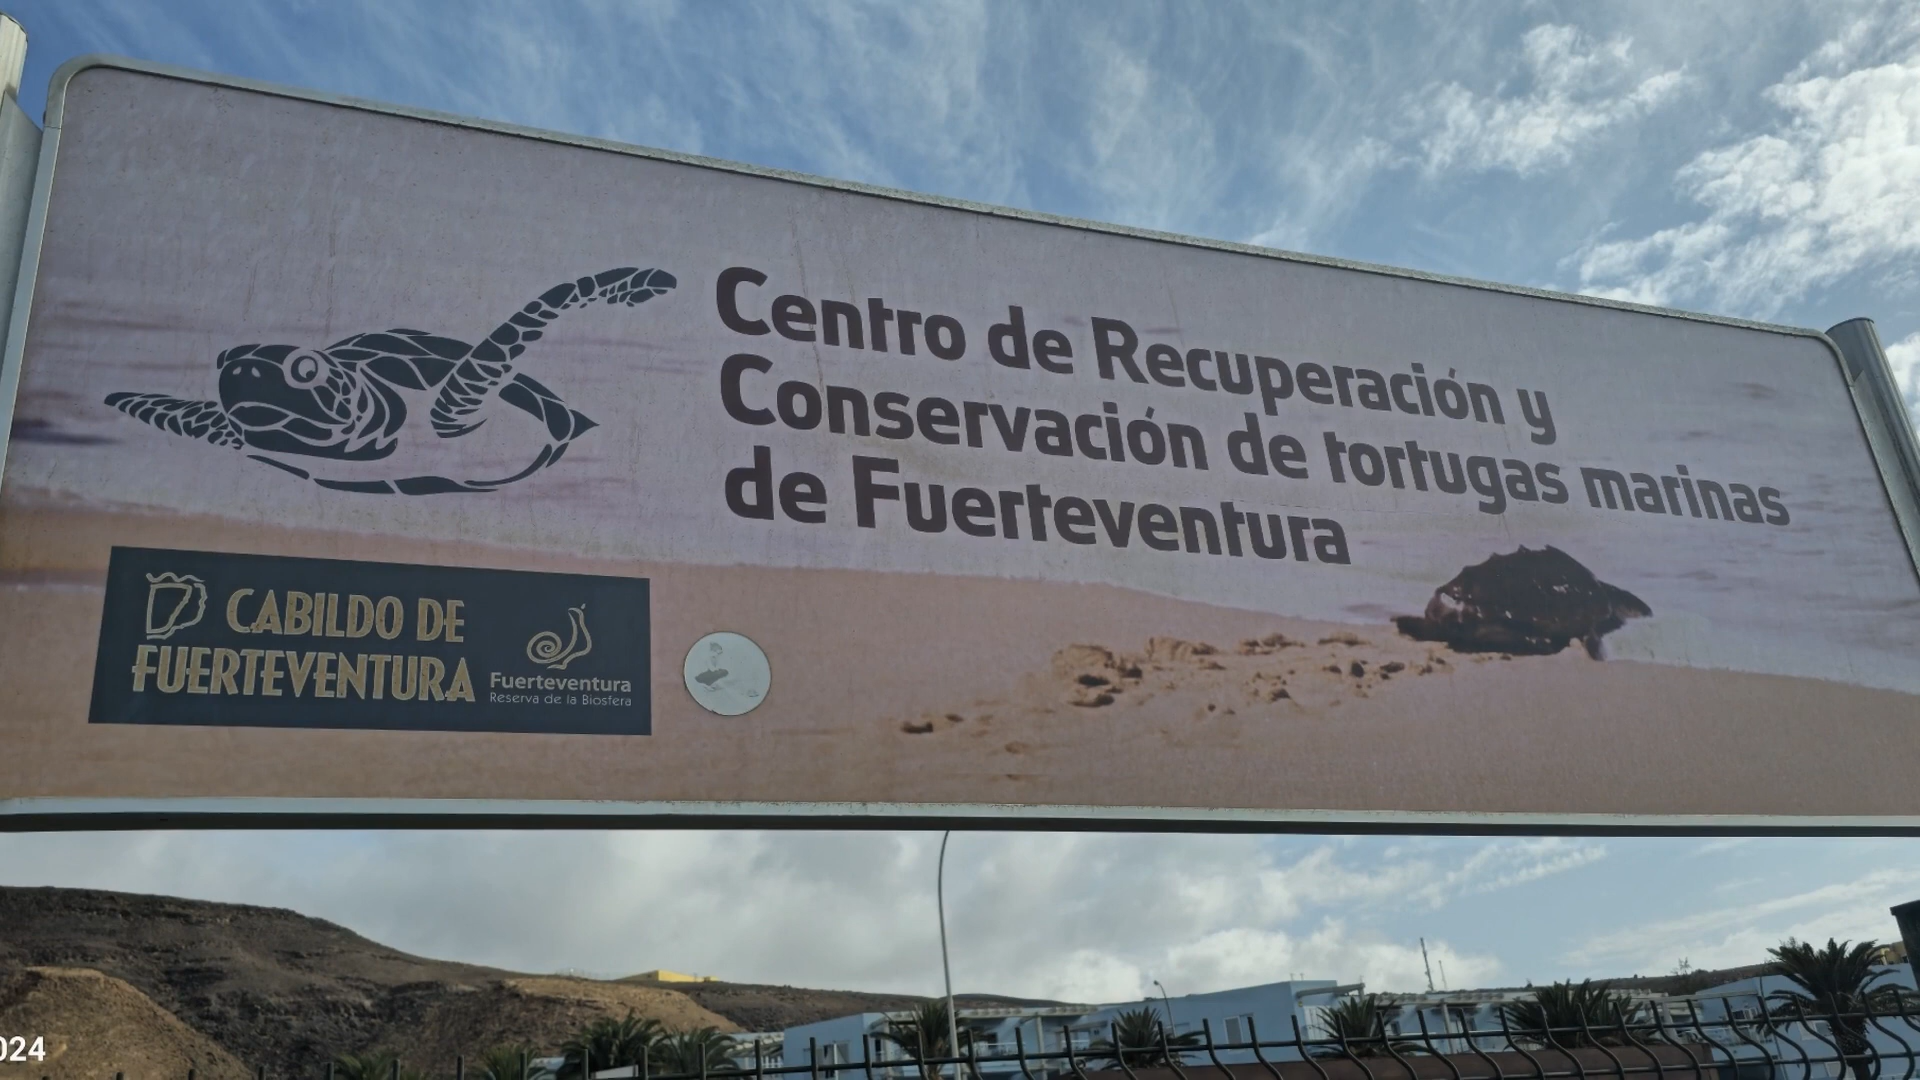 Centro de Recuperación y
Conservación de tortugas marinas
de Fuerteventura
CABILDO DE
FUERTEVENTURA
Fuerteventura
Reserva de la Biosfera
024